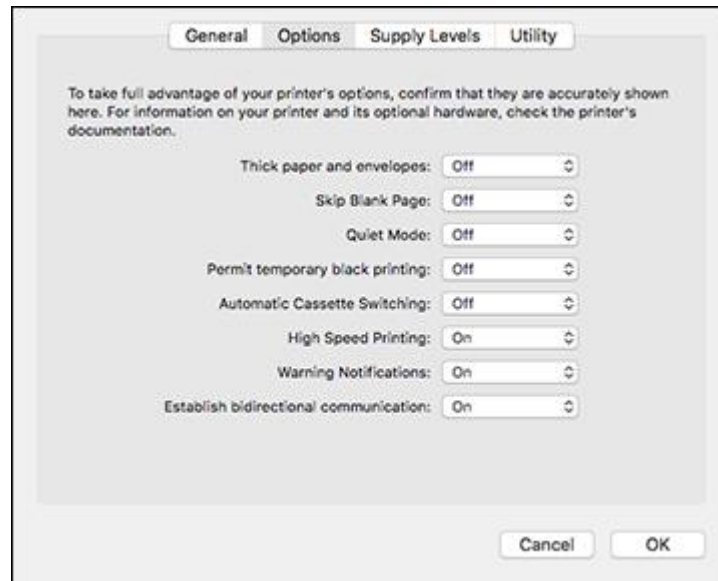 General Options Supply Levels Utility
To take full advantage of your printer's options, confirm that they are accurately shown
here. For information on your printer and its optional hardware, check the printer's
documentation.
Thick paper and envelopes: Off
Skip Blank Page: Off
Quiet Mode: Off
Permit temporary black printing: Off
Automatic Cassette Switching: Off
High Speed Printing: On
Warning Notifications: On
Establish bidirectional communication: On
Cancel OK